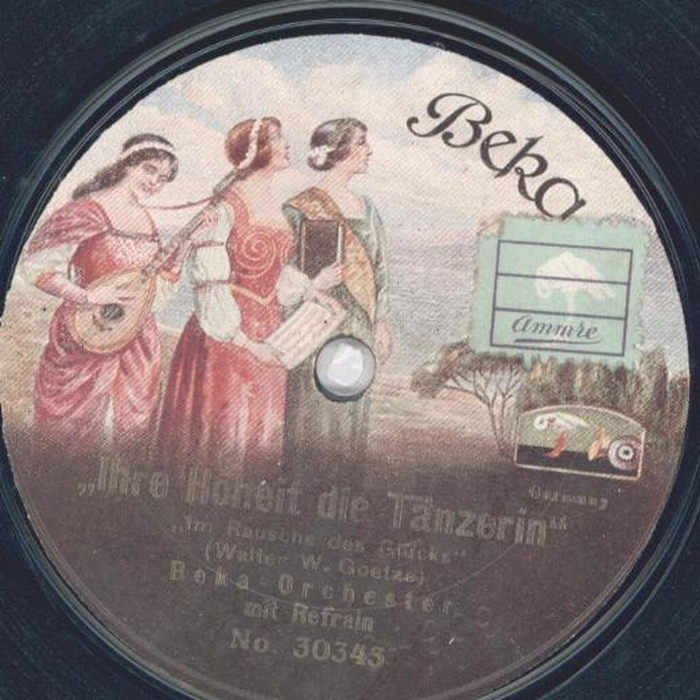 Beka
ammre
Germany
„Ihre Hoheit die Tänzerin“
„Im Rausche des Glücks“
(Walter W. Goetze)
Beka-Orchester
mit Refrain
No. 30343